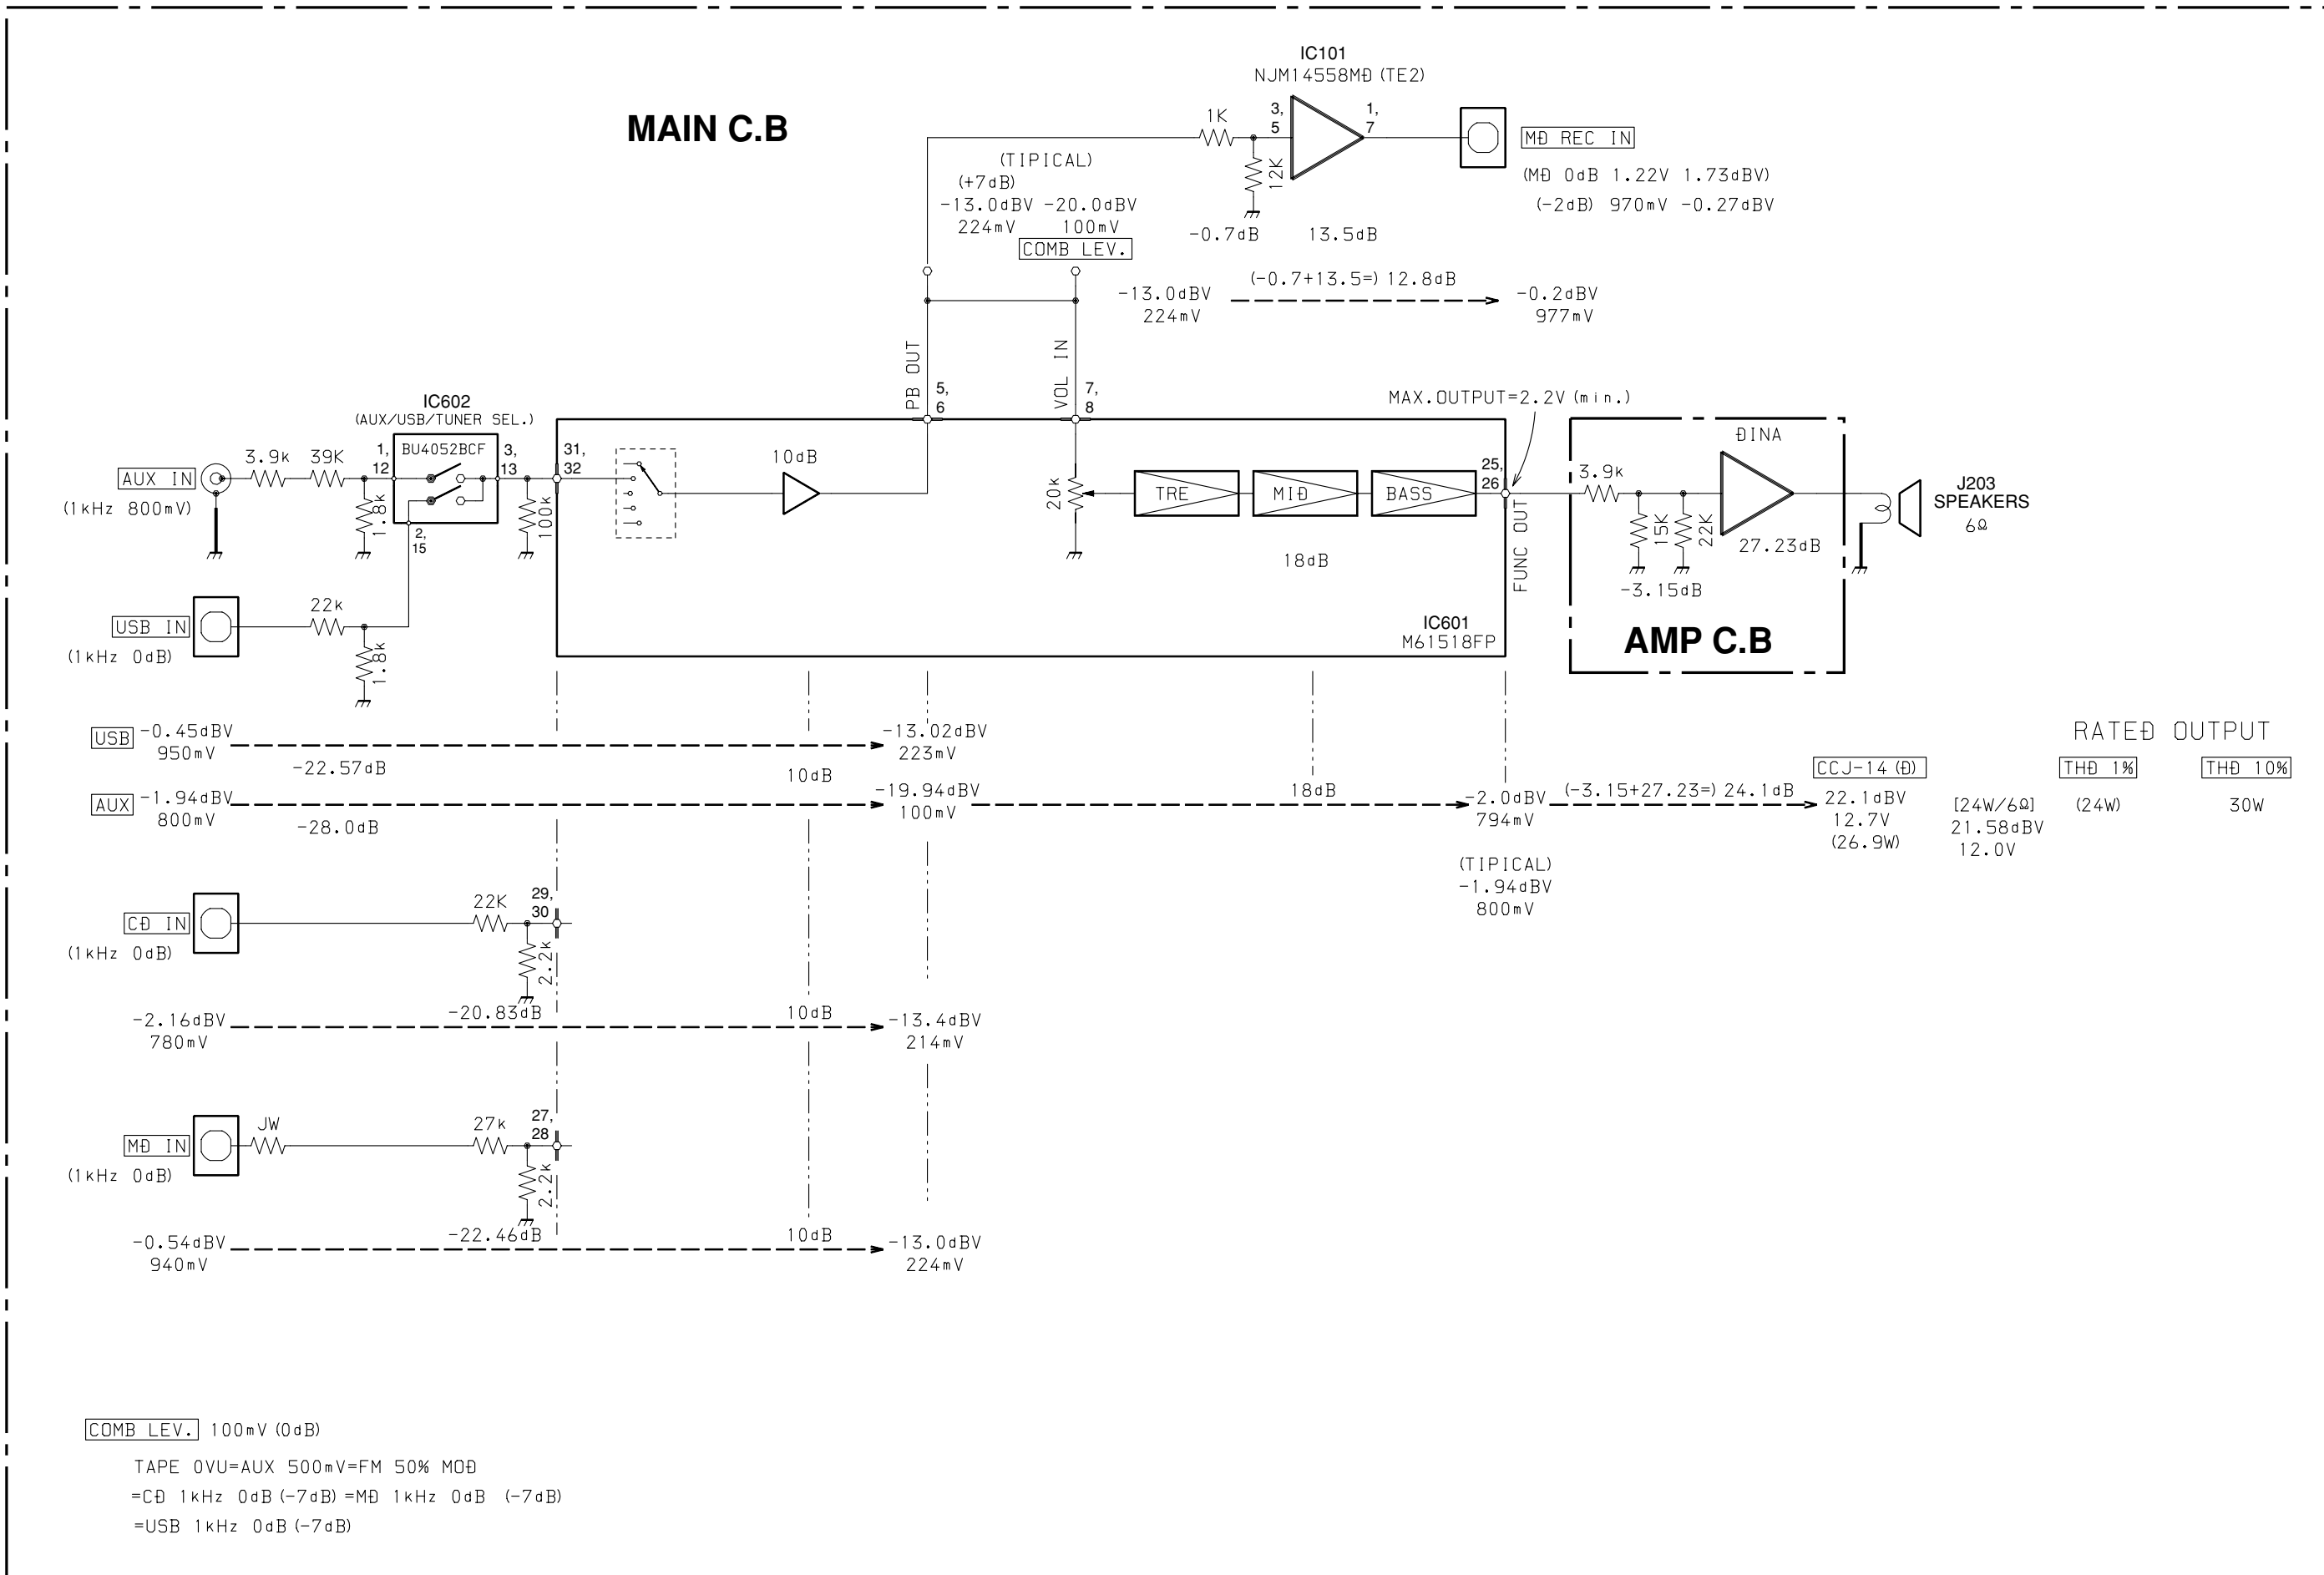 IC101
NJM14558MD (TE2)
MAIN C.B
1K
3,
5
1,
7
12K
MD REC IN
(MD 0dB 1.22V 1.73dBV)
(-2dB) 970mV -0.27dBV
(TIPICAL)
(+7dB)
-13.0dBV -20.0dBV
224mV 100mV
COMB LEV.
-0.7dB 13.5dB
(-0.7+13.5=) 12.8dB
-13.0dBV
224mV
-0.2dBV
977mV
PB OUT
5,
6
VOL IN
7,
8
MAX.OUTPUT=2.2V (min.)
IC602
(AUX/USB/TUNER SEL.)
BU4052BCF
AUX IN
(1kHz 800mV)
3.9k
39K
1.8k
1,
12
3,
13
2,
15
100k
31,
32
10dB
20k
TRE
MID
BASS
18dB
25,
26
FUNC OUT
IC601
M61518FP
DINA
3.9k
15K
22K
27.23dB
-3.15dB
AMP C.B
J203
SPEAKERS
6Ω
USB IN
(1kHz 0dB)
22k
1.8k
USB
-0.45dBV
950mV
-22.57dB
10dB
-13.02dBV
223mV
AUX
-1.94dBV
800mV
-28.0dB
-19.94dBV
100mV
18dB
-2.0dBV
794mV
(-3.15+27.23=) 24.1dB
(TIPICAL)
-1.94dBV
800mV
RATED OUTPUT
CCJ-14 (D)
THD 1%
THD 10%
22.1dBV
12.7V
(26.9W)
[24W/6Ω]
21.58dBV
12.0V
(24W)
30W
CD IN
(1kHz 0dB)
22K
29,
30
2.2k
-2.16dBV
780mV
-20.83dB
10dB
-13.4dBV
214mV
MD IN
(1kHz 0dB)
JW
27k
27,
28
2.2k
-0.54dBV
940mV
-22.46dB
10dB
-13.0dBV
224mV
COMB LEV. 100mV (0dB)
TAPE 0VU=AUX 500mV=FM 50% MOD
=CD 1kHz 0dB (-7dB) =MD 1kHz 0dB (-7dB)
=USB 1kHz 0dB (-7dB)